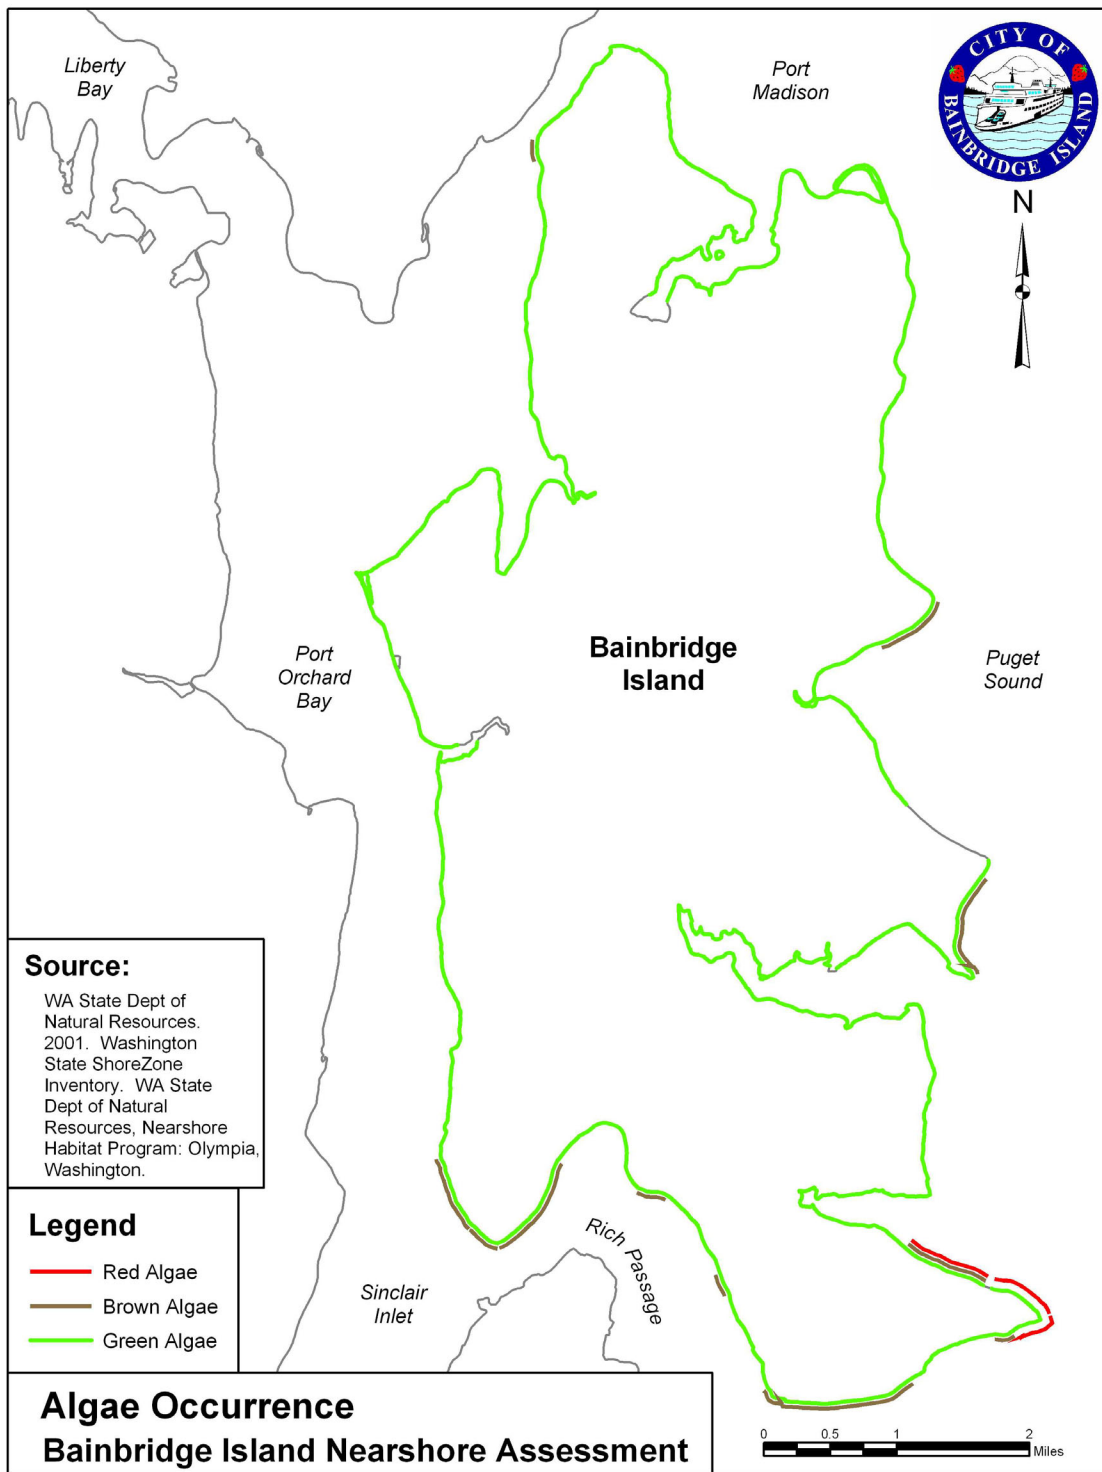 Liberty
Bay
Port
Madison
CITY OF
BAINBRIDGE ISLAND
N
Bainbridge
Island
Port
Orchard
Bay
Puget
Sound
Source:
WA State Dept of
Natural Resources.
2001. Washington
State ShoreZone
Inventory. WA State
Dept of Natural
Resources, Nearshore
Habitat Program: Olympia,
Washington.
Legend
Red Algae
Brown Algae
Green Algae
Rich Passage
Sinclair
Inlet
Algae Occurrence
Bainbridge Island Nearshore Assessment
0 0.5 1 2
Miles